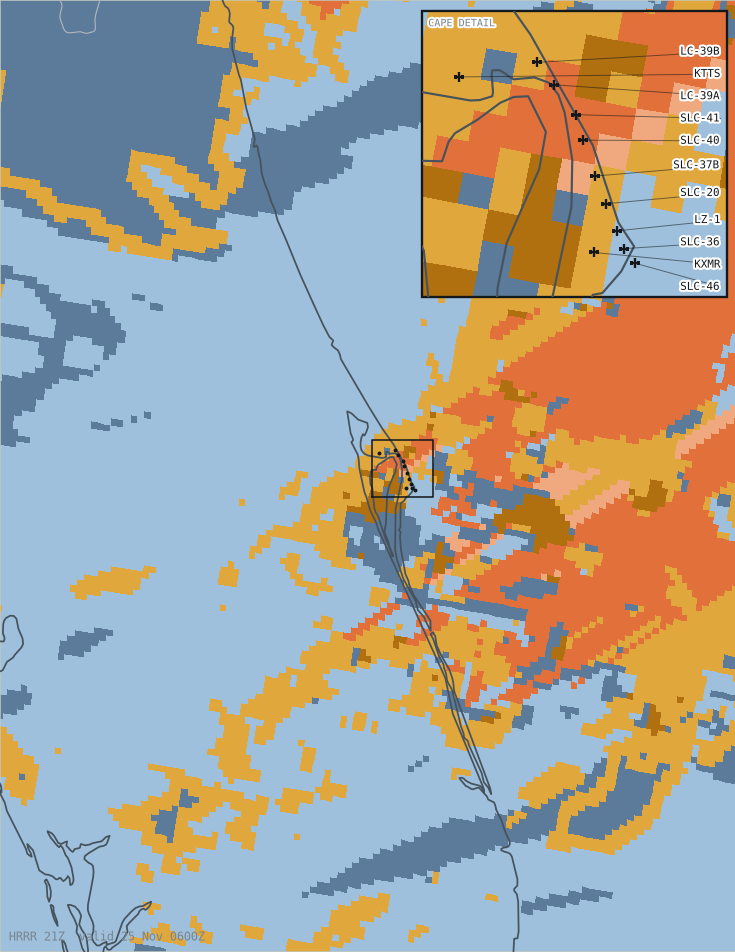 CAPE DETAIL
LC-39B
KTTS
LC-39A
SLC-41
SLC-40
SLC-37B
SLC-20
LZ-1
SLC-36
KXMR
SLC-46
HRRR 21Z valid 25 Nov 0600Z